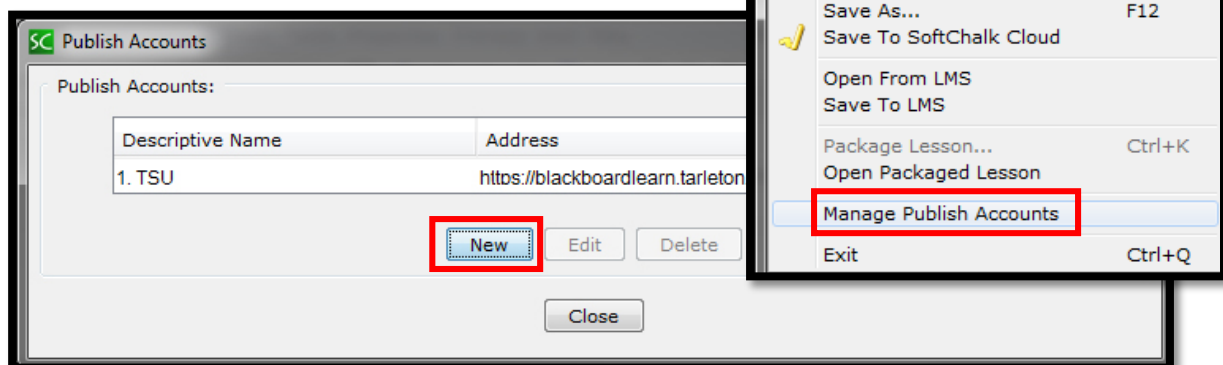 SC Publish Accounts
Publish Accounts:
Descriptive Name Address
1. TSU https://blackboardlearn.tarleton
New Edit Delete
Close
Save As... F12
Save To SoftChalk Cloud
Open From LMS
Save To LMS
Package Lesson... Ctrl+K
Open Packaged Lesson
Manage Publish Accounts
Exit Ctrl+Q